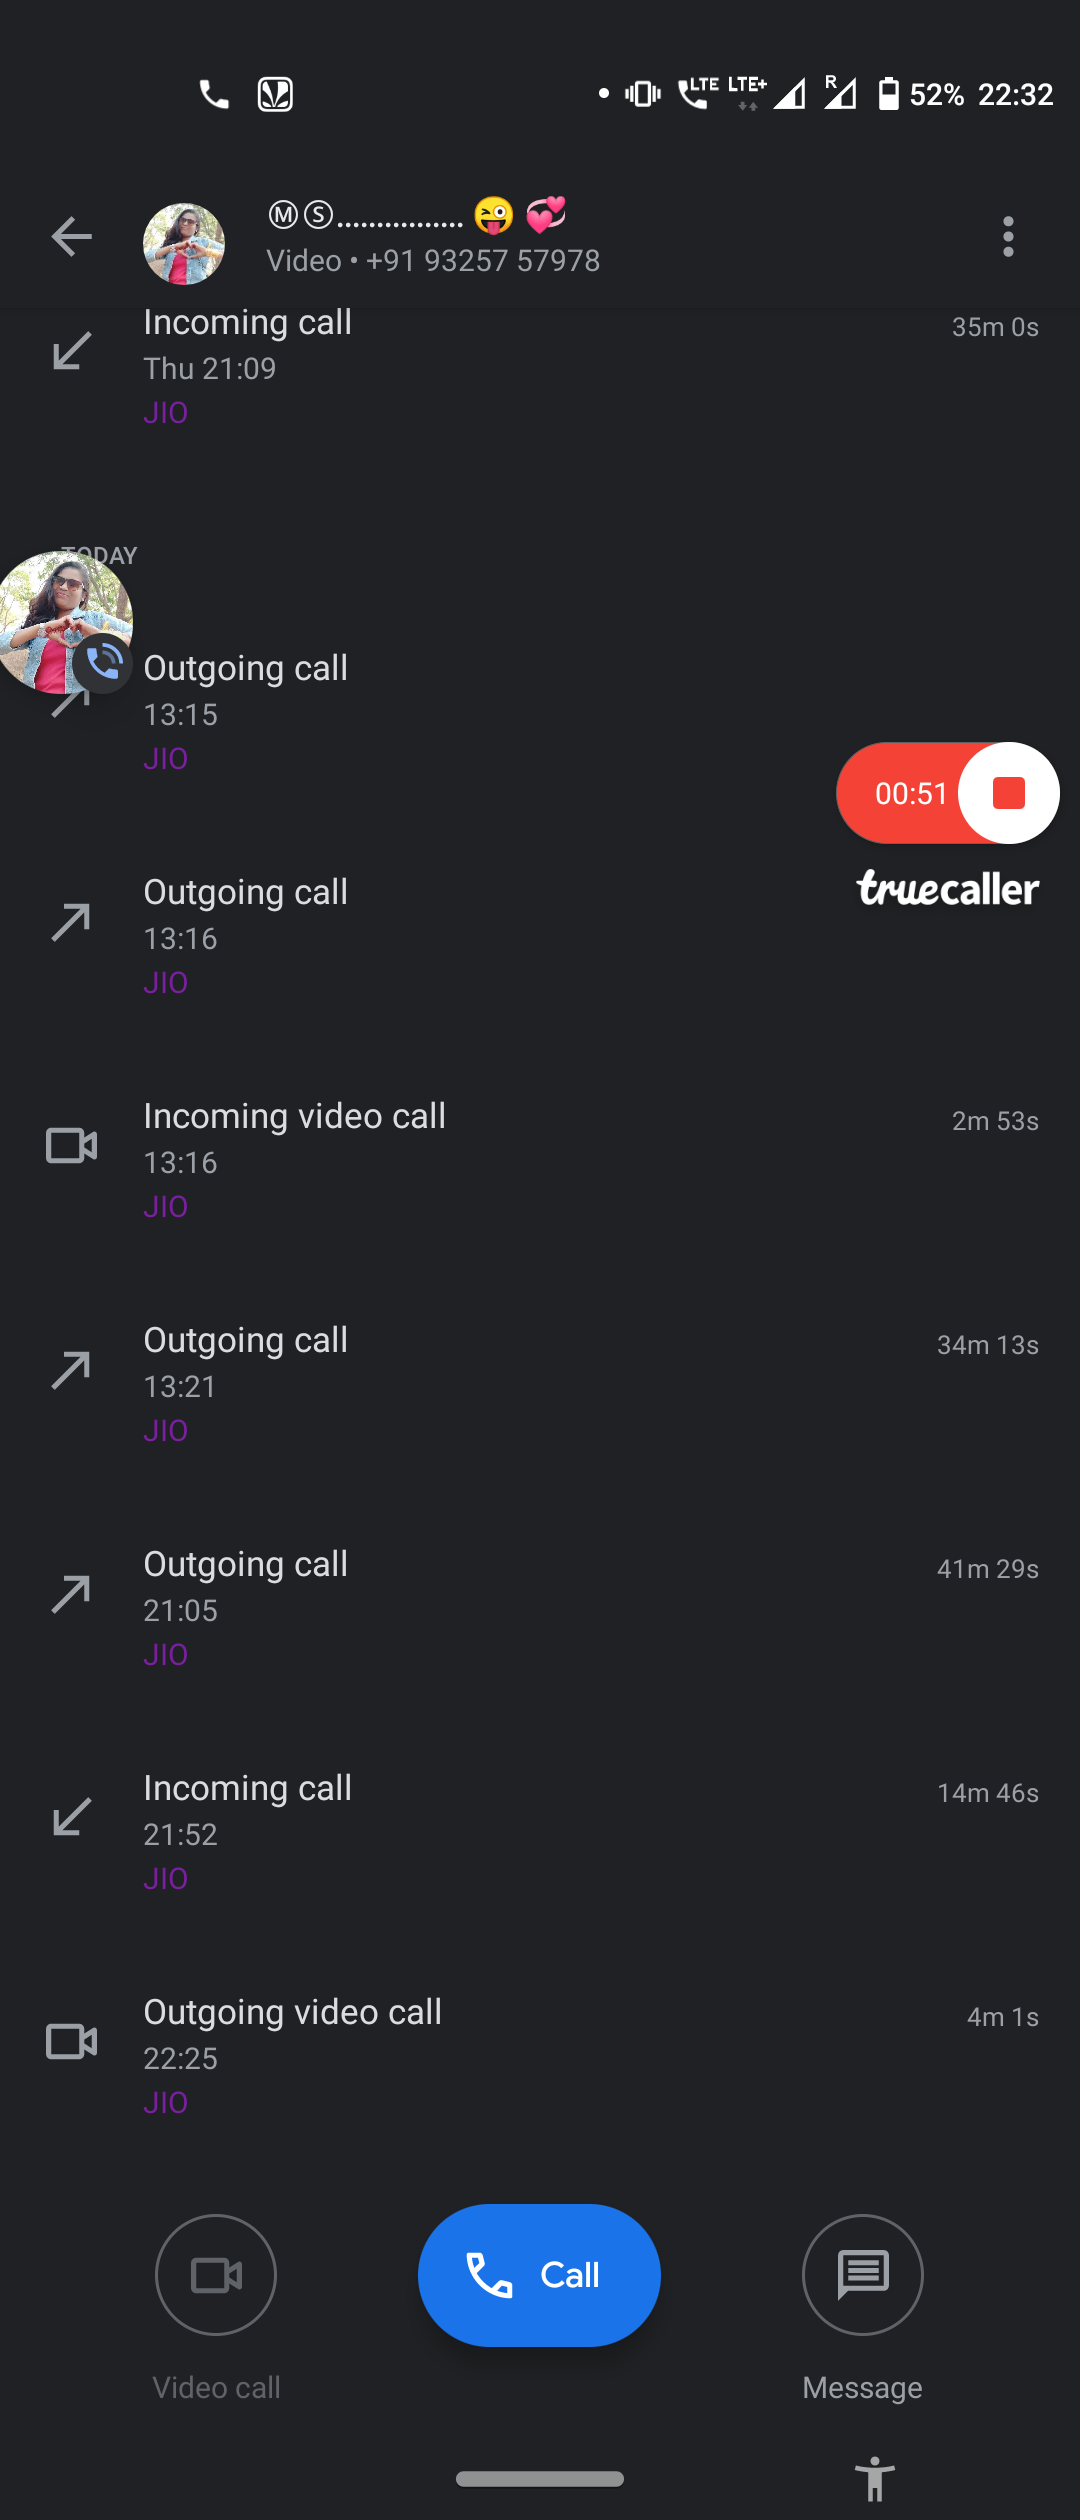 LTE LTE+ R 52% 22:32
ⓂⓈ................ 😜 💞
Video • +91 93257 57978
Incoming call 35m 0s
Thu 21:09
JIO
TODAY
Outgoing call
13:15
JIO
00:51
truecaller
Outgoing call
13:16
JIO
Incoming video call 2m 53s
13:16
JIO
Outgoing call 34m 13s
13:21
JIO
Outgoing call 41m 29s
21:05
JIO
Incoming call 14m 46s
21:52
JIO
Outgoing video call 4m 1s
22:25
JIO
Call
Video call Message